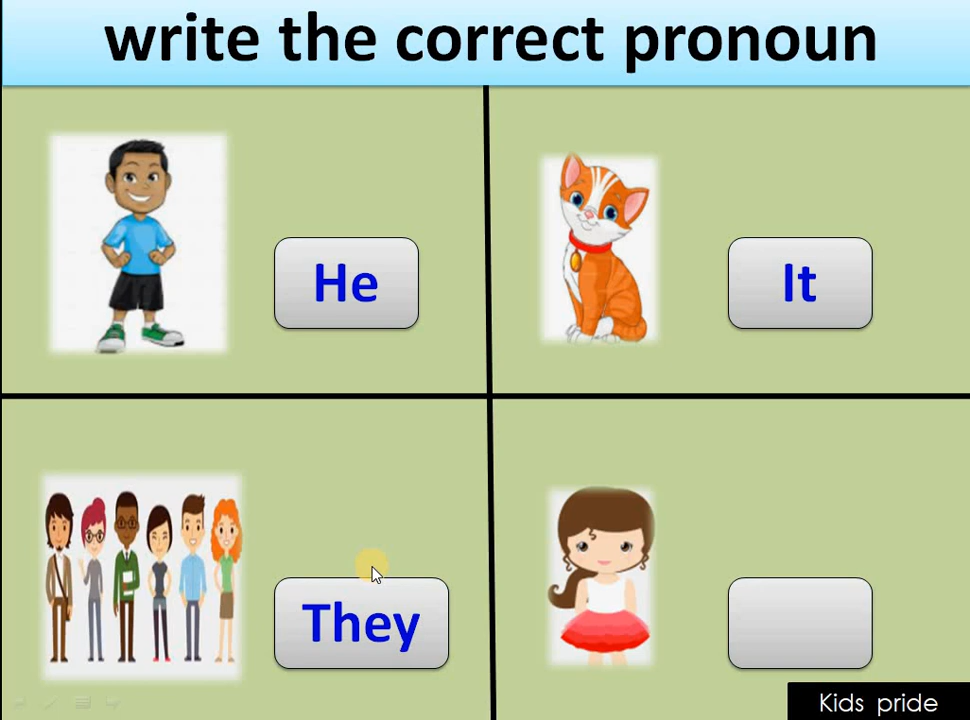 write the correct pronoun
He
It
They
Kids pride